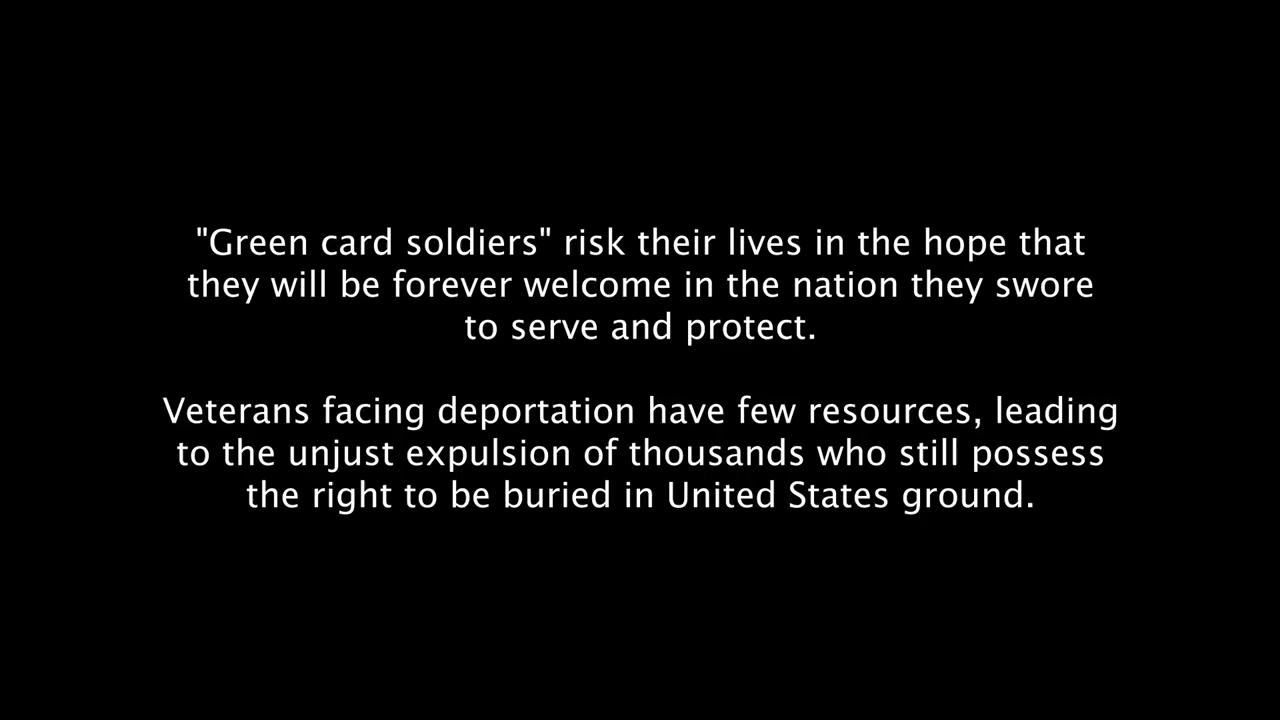 "Green card soldiers" risk their lives in the hope that
they will be forever welcome in the nation they swore
to serve and protect.
Veterans facing deportation have few resources, leading
to the unjust expulsion of thousands who still possess
the right to be buried in United States ground.